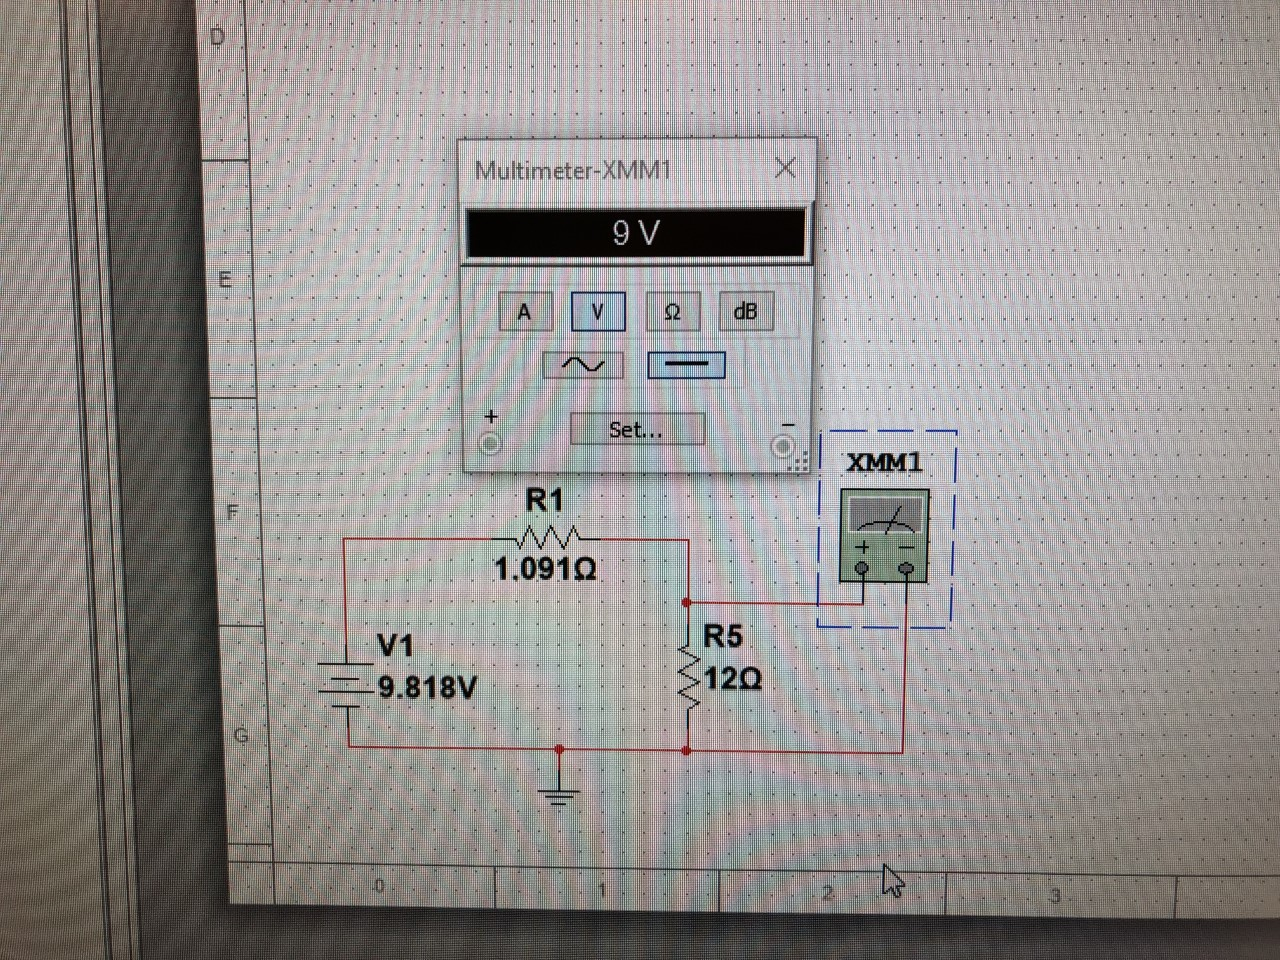 D
Multimeter-XMM1
9 V
E
A V Ω dB
+ Set... –
XMM1
+ –
F
R1
1.091Ω
V1
9.818V
R5
12Ω
G
0 1 2 3